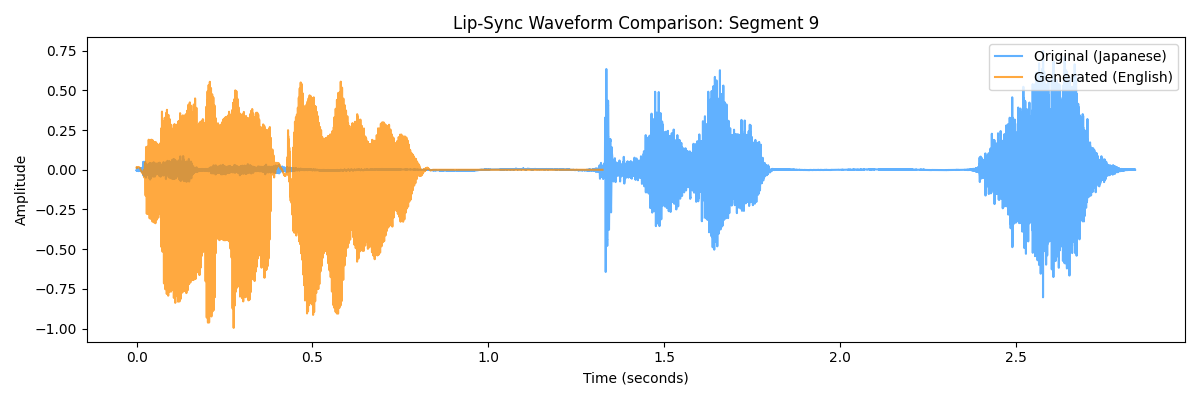 Lip-Sync Waveform Comparison: Segment 9
Original (Japanese)
Generated (English)
0.75
0.50
0.25
0.00
−0.25
−0.50
−0.75
−1.00
Amplitude
0.0 0.5 1.0 1.5 2.0 2.5
Time (seconds)